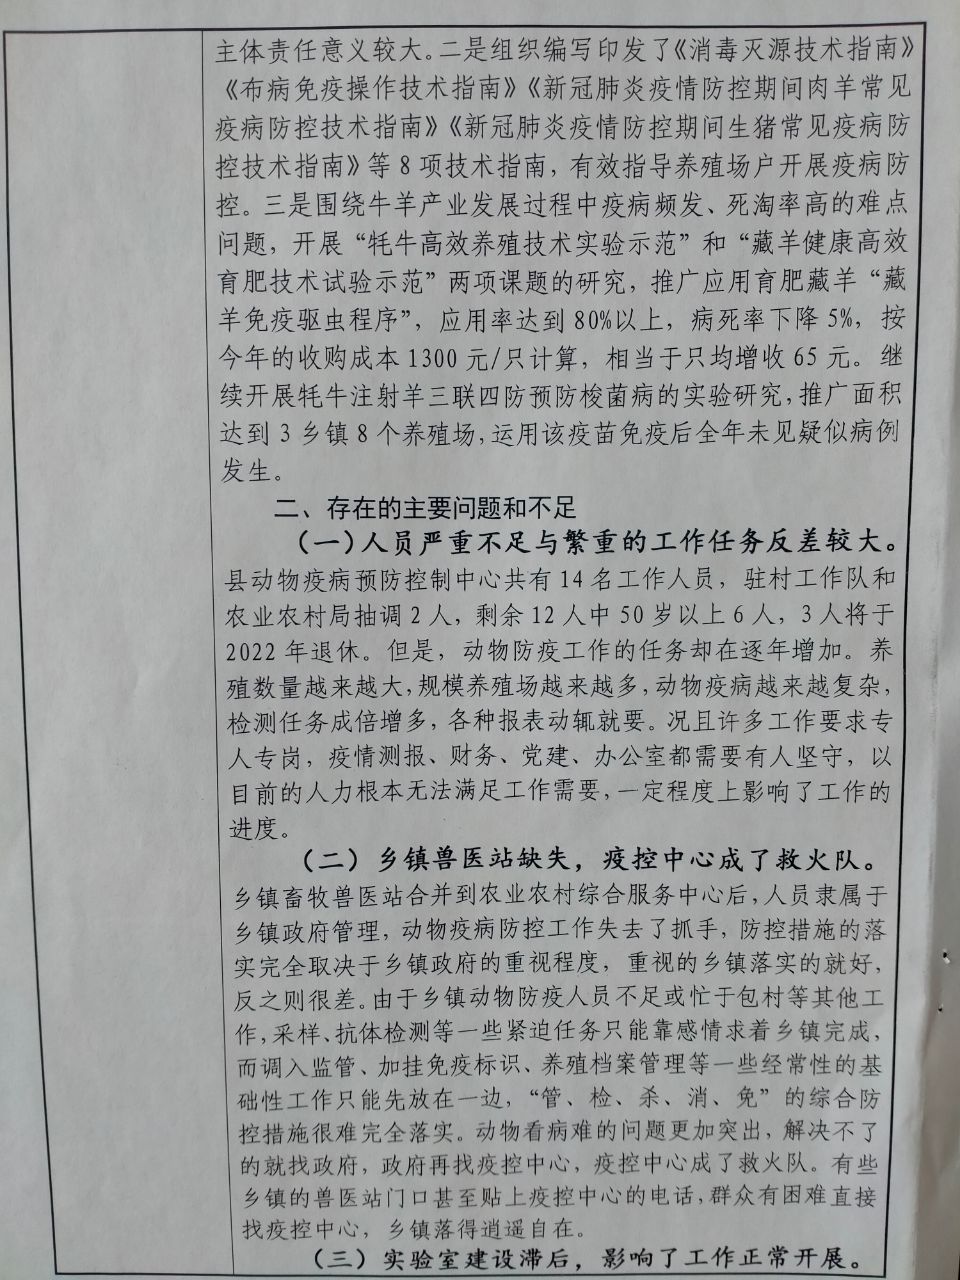 主体责任意义较大。二是组织编写印发了《消毒灭源技术指南》
《布病免疫操作技术指南》《新冠肺炎疫情防控期间肉羊常见
疫病防控技术指南》《新冠肺炎疫情防控期间生猪常见疫病防
控技术指南》等8项技术指南，有效指导养殖场户开展疫病防
控。三是围绕牛羊产业发展过程中疫病频发、死淘率高的难点
问题，开展“牦牛高效养殖技术实验示范”和“藏羊健康高效
育肥技术试验示范”两项课题的研究，推广应用育肥藏羊“藏
羊免疫驱虫程序”，应用率达到80%以上，病死率下降5%，按
今年的收购成本1300元/只计算，相当于只均增收65元。继
续开展牦牛注射羊三联四防预防梭菌病的实验研究，推广面积
达到3乡镇8个养殖场，运用该疫苗免疫后全年未见疑似病例
发生。
二、存在的主要问题和不足
（一）人员严重不足与繁重的工作任务反差较大。
县动物疫病预防控制中心共有14名工作人员，驻村工作队和
农业农村局抽调2人，剩余12人中50岁以上6人，3人将于
2022年退休。但是，动物防疫工作的任务却在逐年增加。养
殖数量越来越大，规模养殖场越来越多，动物疫病越来越复杂，
检测任务成倍增多，各种报表动辄就要。况且许多工作要求专
人专岗，疫情测报、财务、党建、办公室都需要有人坚守，以
目前的人力根本无法满足工作需要，一定程度上影响了工作的
进度。
（二）乡镇兽医站缺失，疫控中心成了救火队。
乡镇畜牧兽医站合并到农业农村综合服务中心后，人员隶属于
乡镇政府管理，动物疫病防控工作失去了抓手，防控措施的落
实完全取决于乡镇政府的重视程度，重视的乡镇落实的就好，
反之则很差。由于乡镇动物防疫人员不足或忙于包村等其他工
作，采样、抗体检测等一些紧迫任务只能靠感情求着乡镇完成，
而调入监管、加挂免疫标识、养殖档案管理等一些经常性的基
础性工作只能先放在一边，“管、检、杀、消、免”的综合防
控措施很难完全落实。动物看病难的问题更加突出，解决不了
的就找政府，政府再找疫控中心，疫控中心成了救火队。有些
乡镇的兽医站门口甚至贴上疫控中心的电话，群众有困难直接
找疫控中心，乡镇落得逍遥自在。
（三）实验室建设滞后，影响了工作正常开展。